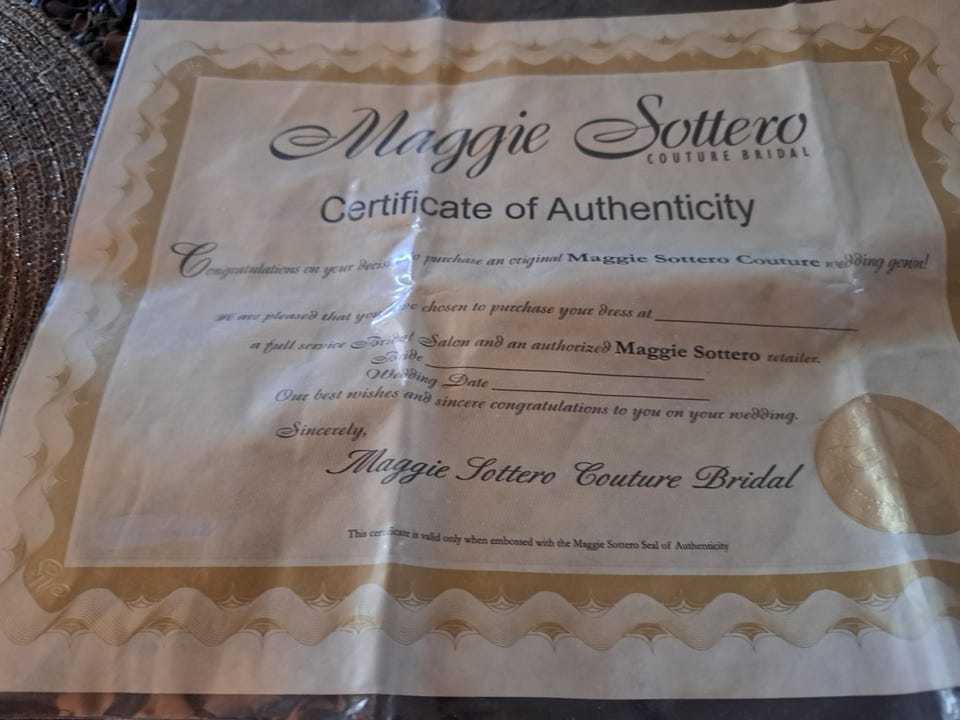 Maggie Sottero
COUTURE BRIDAL
Certificate of Authenticity
Congratulations on your decis o purchase an original Maggie Sottero Couture wedding gown!
We are pleased that you ve chosen to purchase your dress at
a full service Bridal Salon and an authorized Maggie Sottero retailer.
Bride
Wedding Date
Our best wishes and sincere congratulations to you on your wedding.
Sincerely,
Maggie Sottero Couture Bridal
This certificate is valid only when embossed with the Maggie Sottero Seal of Authenticity